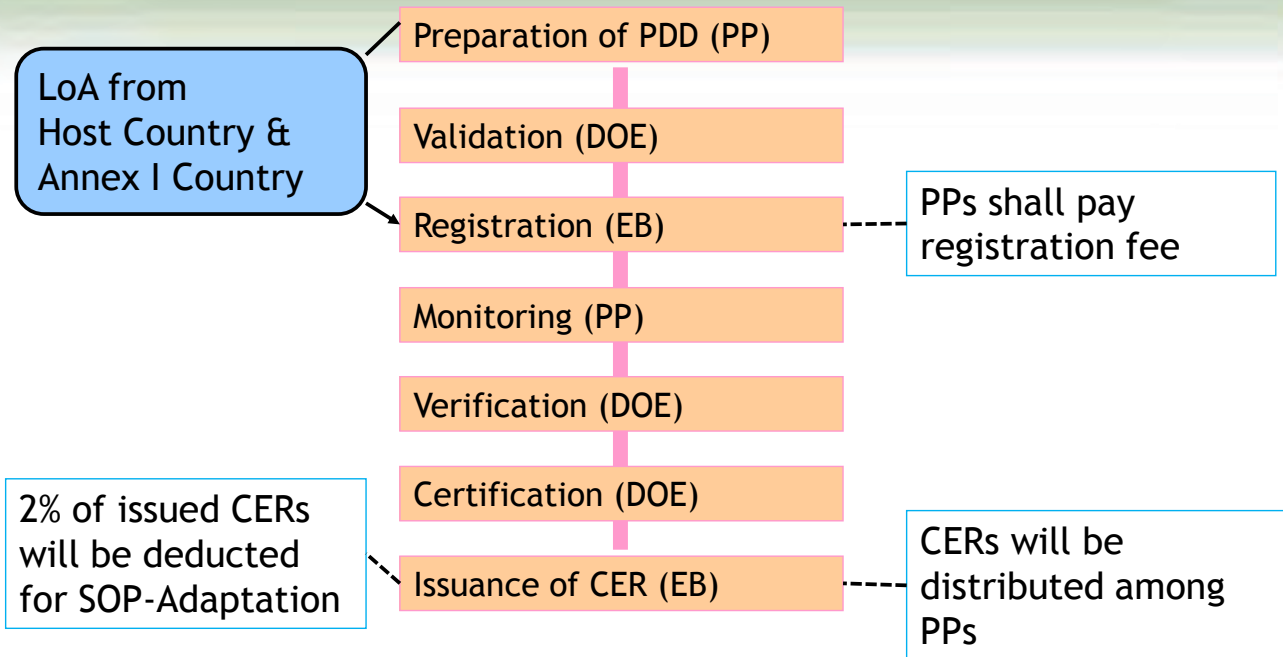 Preparation of PDD (PP)
LoA from
Host Country &
Annex I Country
Validation (DOE)
Registration (EB)
PPs shall pay
registration fee
Monitoring (PP)
Verification (DOE)
Certification (DOE)
2% of issued CERs
will be deducted
for SOP-Adaptation
Issuance of CER (EB)
CERs will be
distributed among
PPs